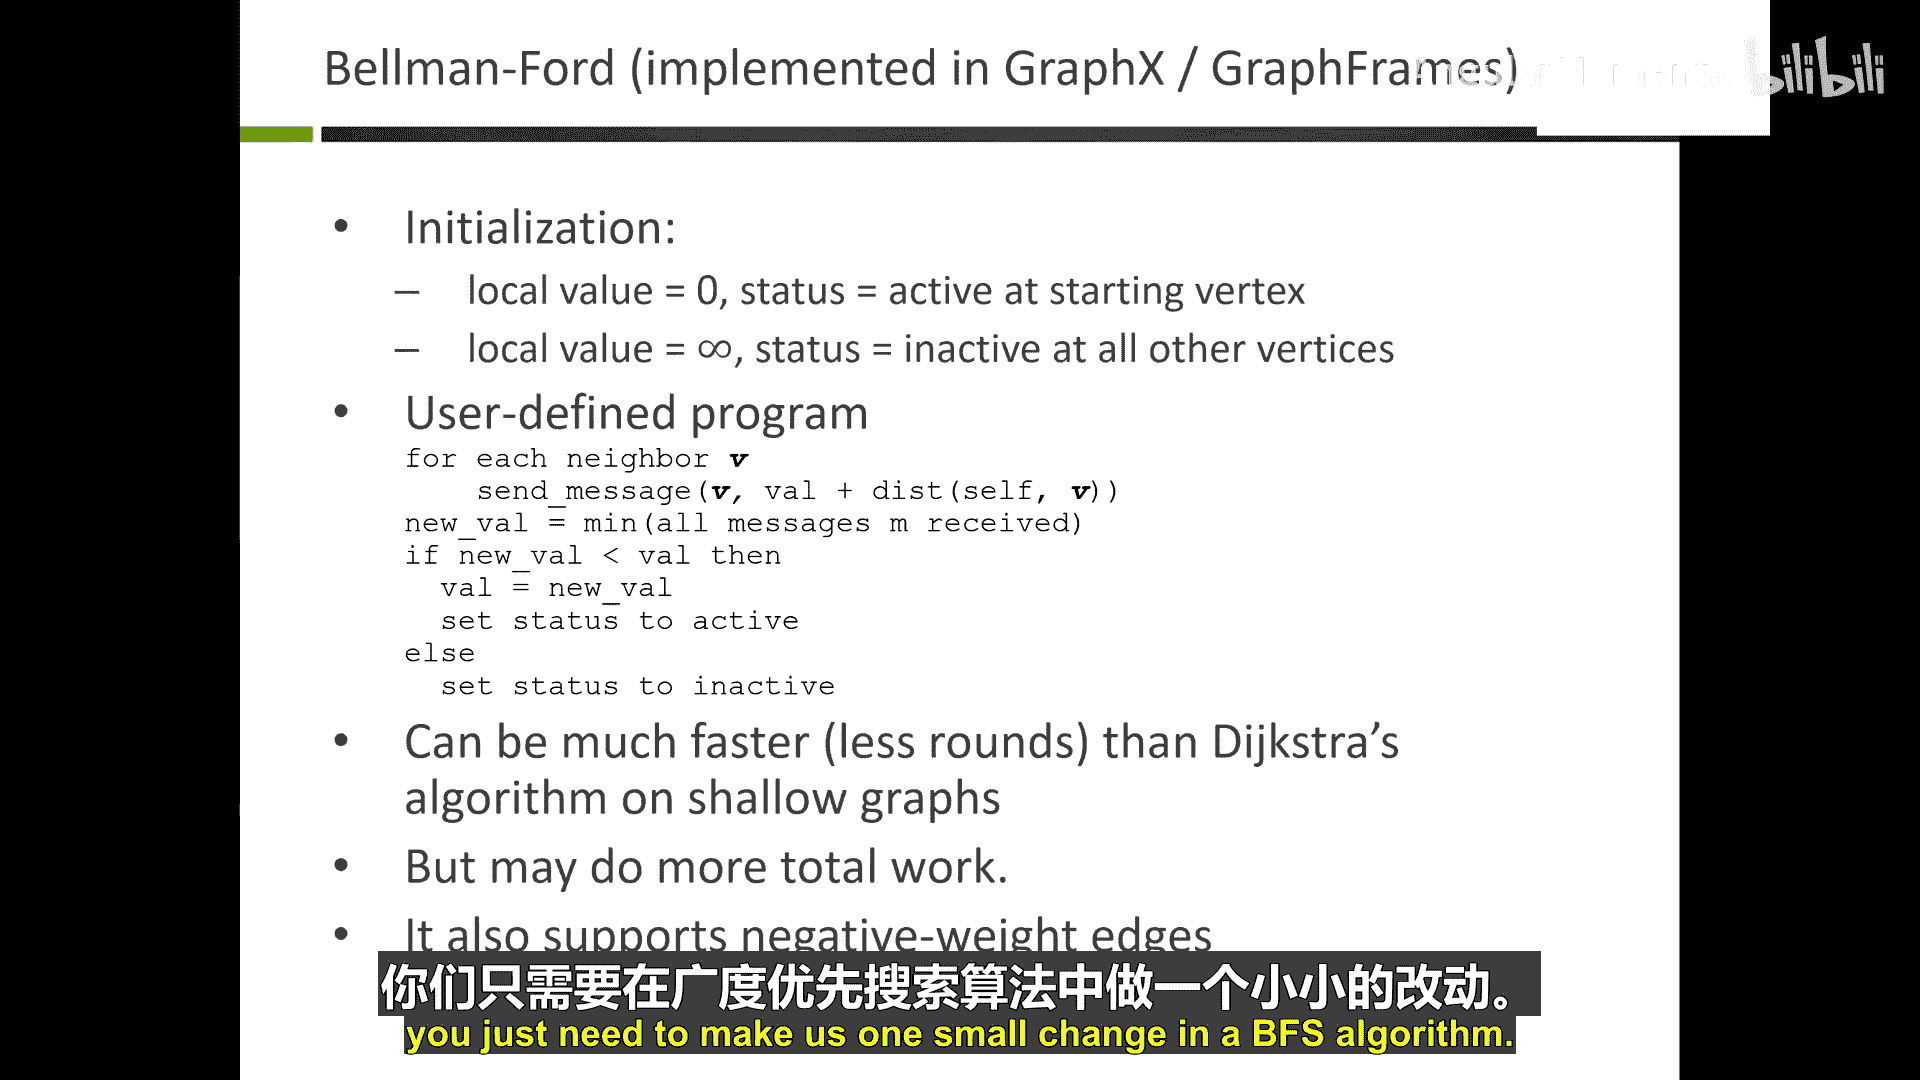 Bellman-Ford (implemented in GraphX / GraphFrames)
bilibili
• Initialization:
– local value = 0, status = active at starting vertex
– local value = ∞, status = inactive at all other vertices
• User-defined program
for each neighbor v
send_message(v, val + dist(self, v))
new_val = min(all messages m received)
if new_val < val then
val = new_val
set status to active
else
set status to inactive
• Can be much faster (less rounds) than Dijkstra’s
algorithm on shallow graphs
• But may do more total work.
• It also supports negative-weight edges
你们只需要在广度优先搜索算法中做一个小小的改动。
you just need to make us one small change in a BFS algorithm.